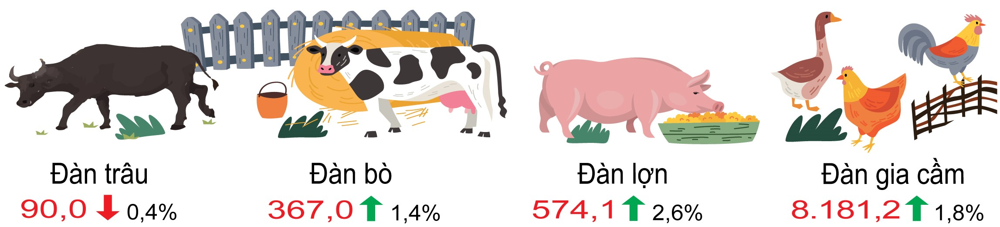 Đàn trâu
90,0 0,4%
Đàn bò
367,0 1,4%
Đàn lợn
574,1 2,6%
Đàn gia cầm
8.181,2 1,8%